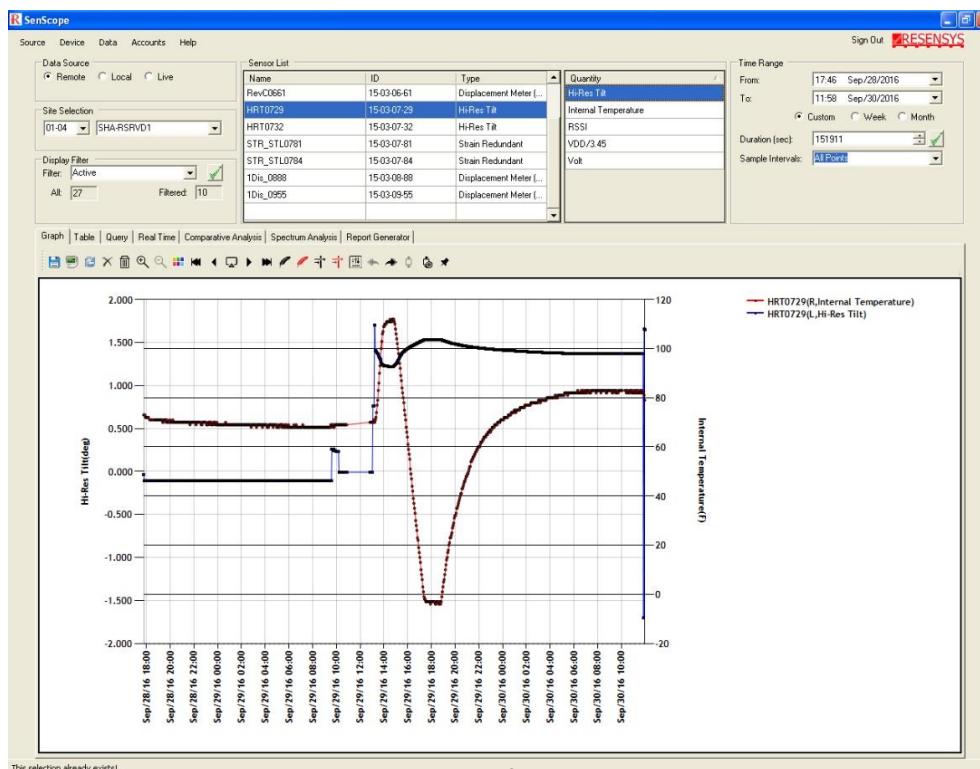 SenScope
Source Device Data Accounts Help
Sign Out RESENSYS
Data Source
Remote Local Live
Site Selection
01-04 SHA-RSRVD1
Display Filter
Filter: Active
All: 27 Filtered: 10
Sensor List
Name ID Type
RevC0661 15-03-06-61 Displacement Meter (...
HRT0729 15-03-07-29 Hi-Res Tilt
HRT0732 15-03-07-32 Hi-Res Tilt
STR_STL0781 15-03-07-81 Strain Redundant
STR_STL0784 15-03-07-84 Strain Redundant
1Dis_0888 15-03-08-88 Displacement Meter (...
1Dis_0955 15-03-09-55 Displacement Meter (...
Quantity
Hi-Res Tilt
Internal Temperature
RSSI
VDD/3.45
Volt
Time Range
From: 17:46 Sep/28/2016
To: 11:58 Sep/30/2016
Custom Week Month
Duration (sec): 151911
Sample Intervals: All Points
Graph Table Query Real Time Comparative Analysis Spectrum Analysis Report Generator
2.000
1.500
1.000
0.500
0.000
-0.500
-1.000
-1.500
-2.000
Hi-Res Tilt(deg)
120
100
80
60
40
20
0
-20
Internal Temperature(f)
HRT0729(R,Internal Temperature)
HRT0729(L,Hi-Res Tilt)
Sep/28/16 18:00
Sep/28/16 20:00
Sep/28/16 22:00
Sep/29/16 00:00
Sep/29/16 02:00
Sep/29/16 04:00
Sep/29/16 06:00
Sep/29/16 08:00
Sep/29/16 10:00
Sep/29/16 12:00
Sep/29/16 14:00
Sep/29/16 16:00
Sep/29/16 18:00
Sep/29/16 20:00
Sep/29/16 22:00
Sep/30/16 00:00
Sep/30/16 02:00
Sep/30/16 04:00
Sep/30/16 06:00
Sep/30/16 08:00
Sep/30/16 10:00
This selection already exists!